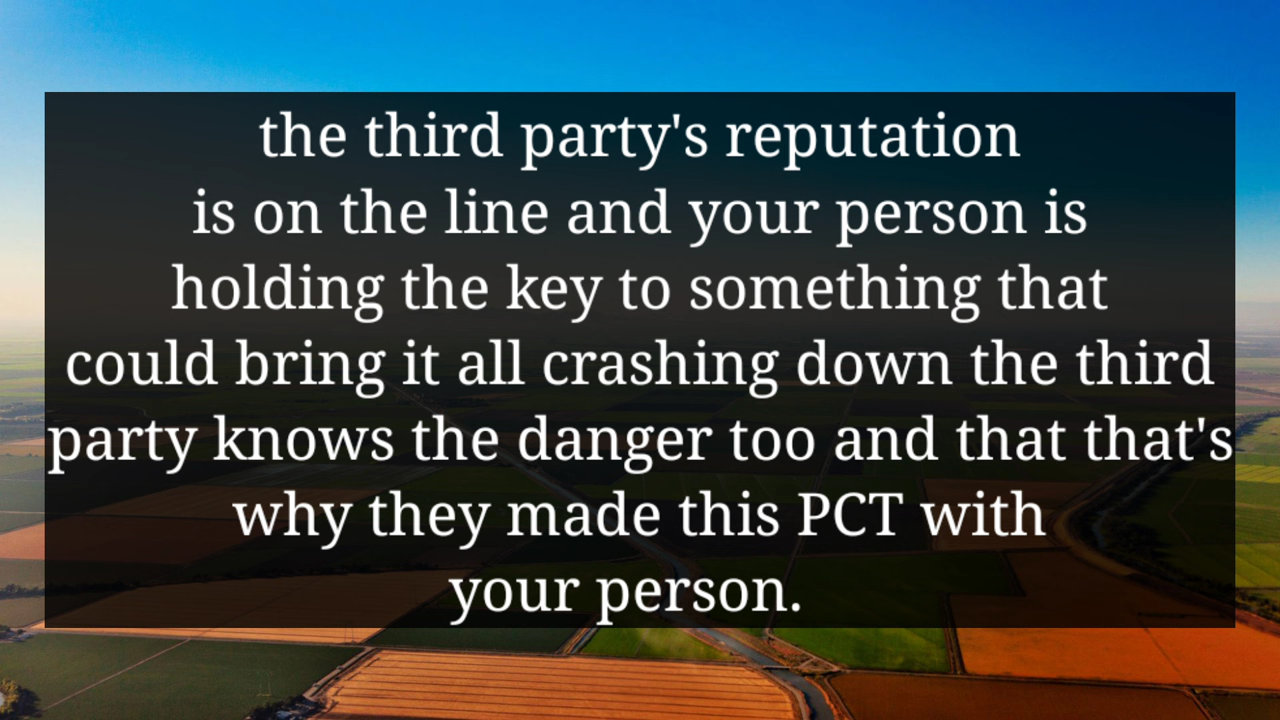 the third party's reputation
is on the line and your person is
holding the key to something that
could bring it all crashing down the third
party knows the danger too and that that's
why they made this PCT with
your person.